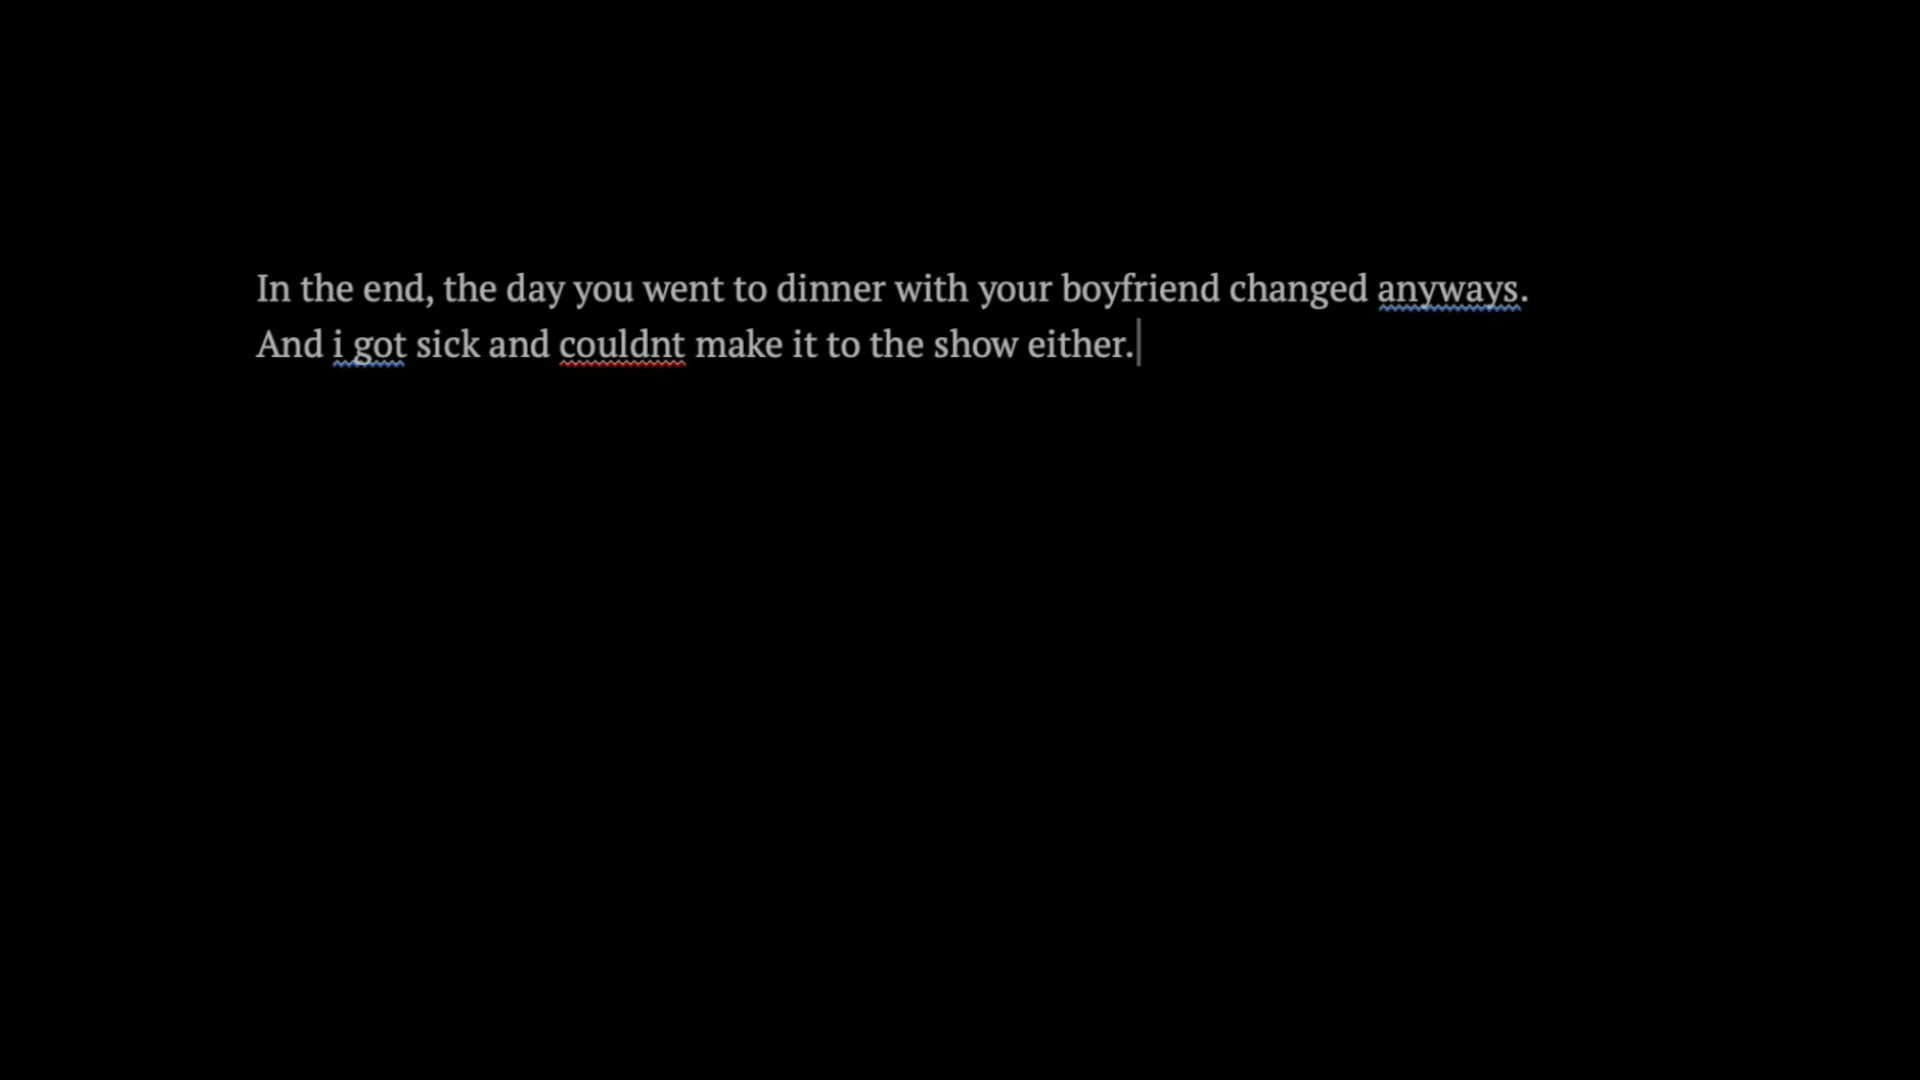 In the end, the day you went to dinner with your boyfriend changed anyways.
And i got sick and couldnt make it to the show either.